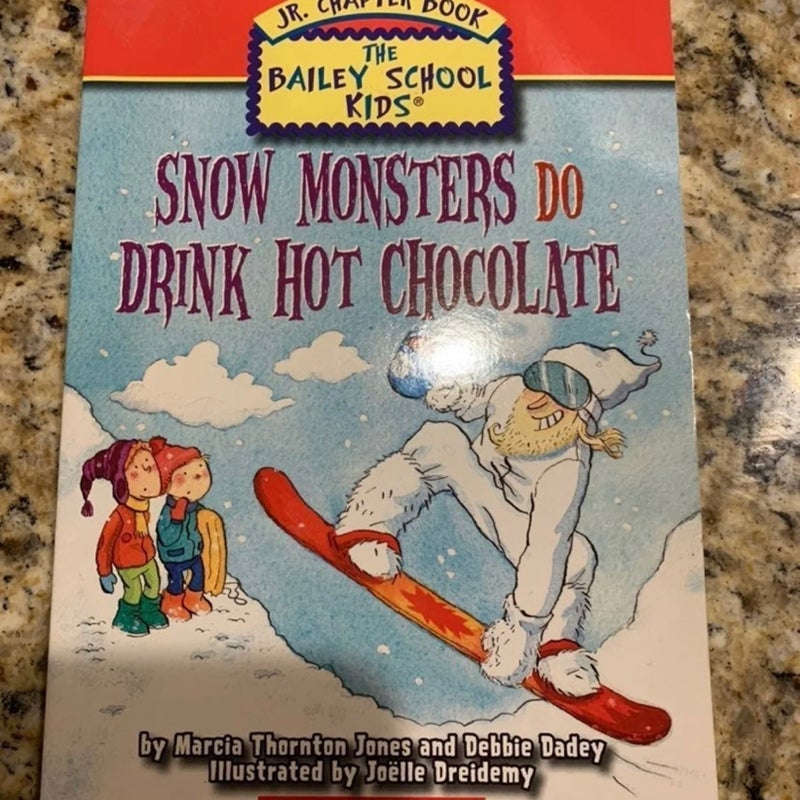 JR. CHAPTER BOOK
THE
BAILEY SCHOOL
KIDS®
SNOW MONSTERS DO
DRINK HOT CHOCOLATE
by Marcia Thornton Jones and Debbie Dadey
Illustrated by Joëlle Dreidemy